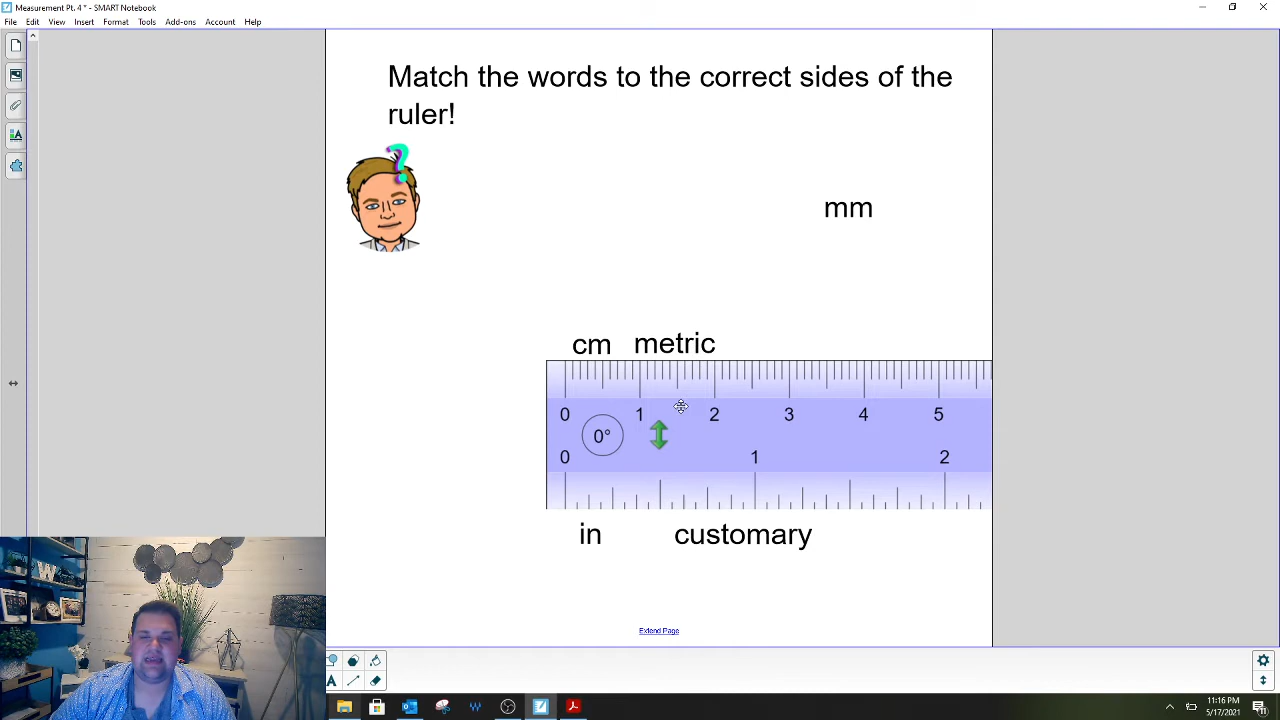 Measurement Pt. 4 * - SMART Notebook
File Edit View Insert Format Tools Add-ons Account Help
Match the words to the correct sides of the
ruler!
?
mm
cm metric
0 1 2 3 4 5
0°
0 1 2
in customary
Extend Page
A
11:16 PM
5/17/2021